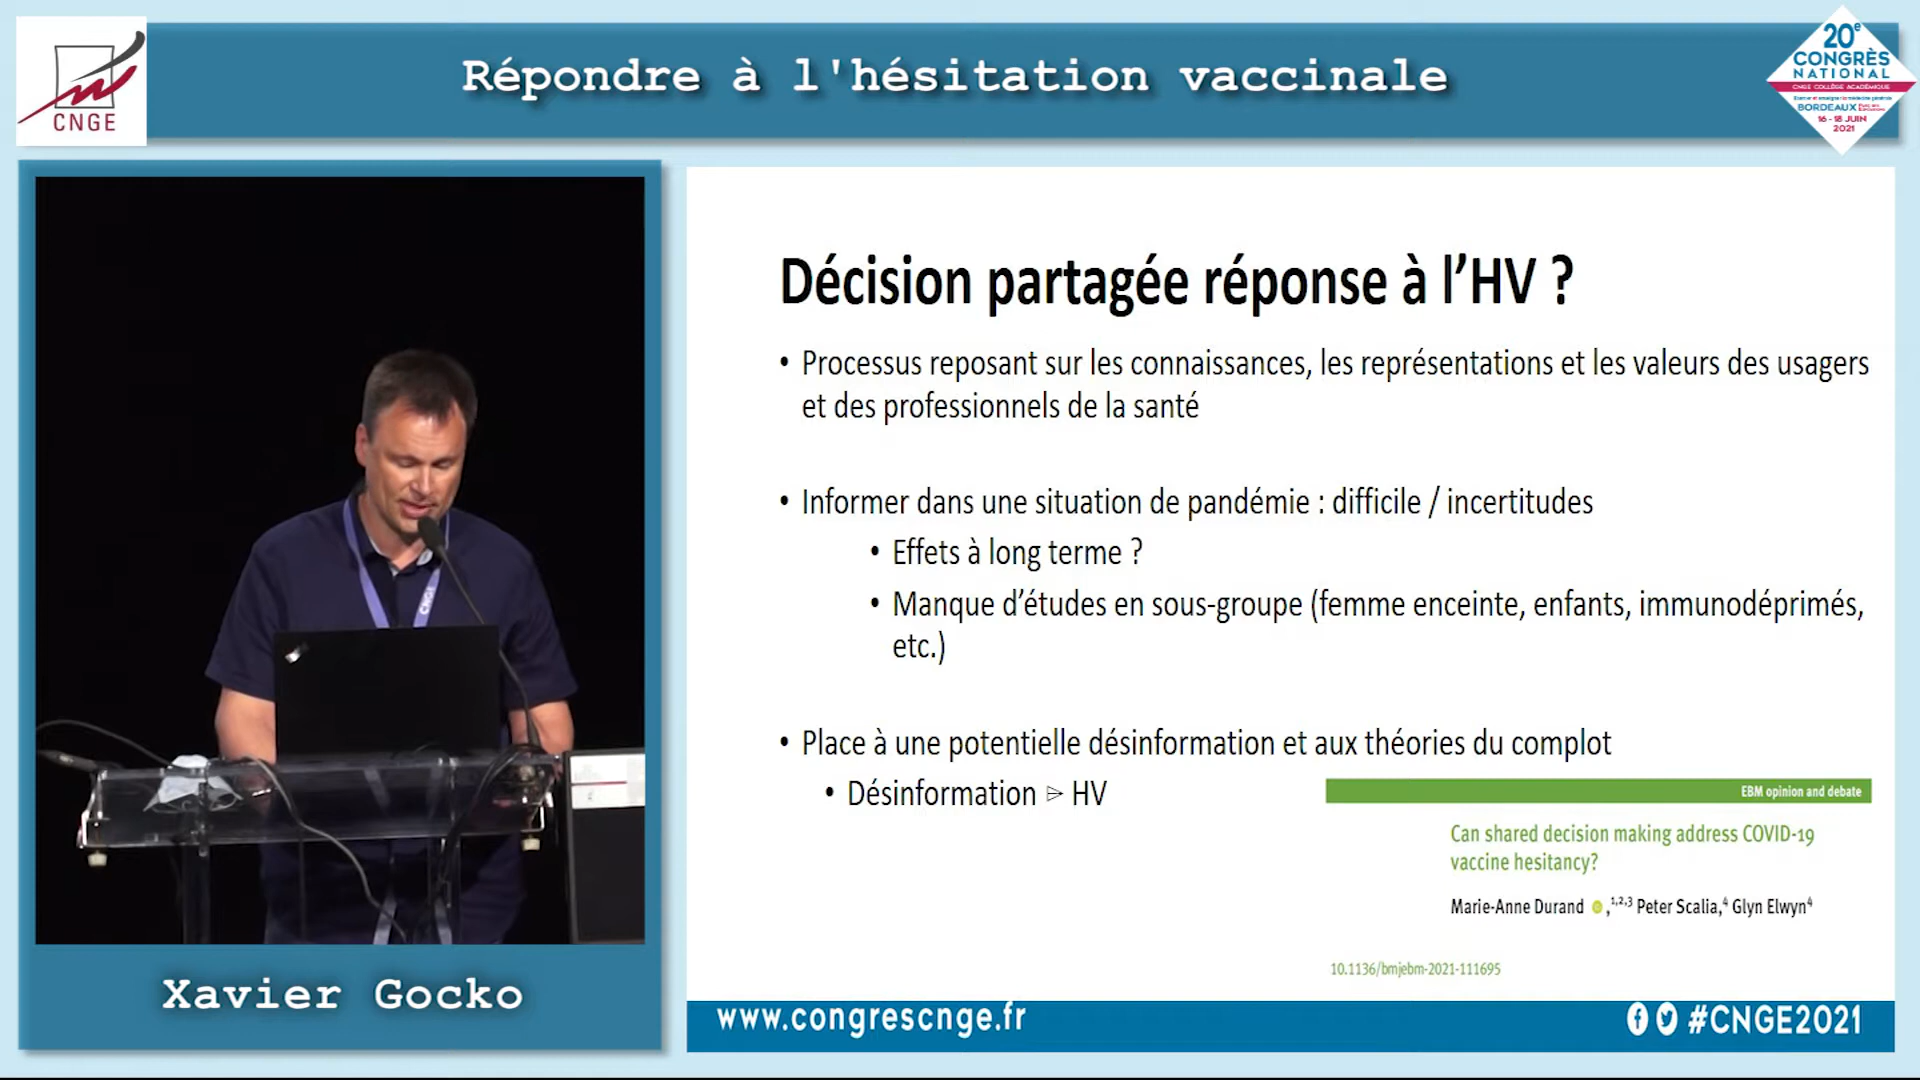 Répondre à l'hésitation vaccinale
CNGE
20e
CONGRÈS
NATIONAL
CNGE COLLÈGE ACADÉMIQUE
BORDEAUX
16 - 18 JUIN
2021
Décision partagée réponse à l’HV ?
• Processus reposant sur les connaissances, les représentations et les valeurs des usagers
et des professionnels de la santé
• Informer dans une situation de pandémie : difficile / incertitudes
• Effets à long terme ?
• Manque d’études en sous-groupe (femme enceinte, enfants, immunodéprimés,
etc.)
• Place à une potentielle désinformation et aux théories du complot
• Désinformation ⊳ HV
EBM opinion and debate
Can shared decision making address COVID-19
vaccine hesitancy?
Marie-Anne Durand ,1,2,3 Peter Scalia,4 Glyn Elwyn4
10.1136/bmjebm-2021-111695
CNGE
Xavier Gocko
www.congrescnge.fr
#CNGE2021